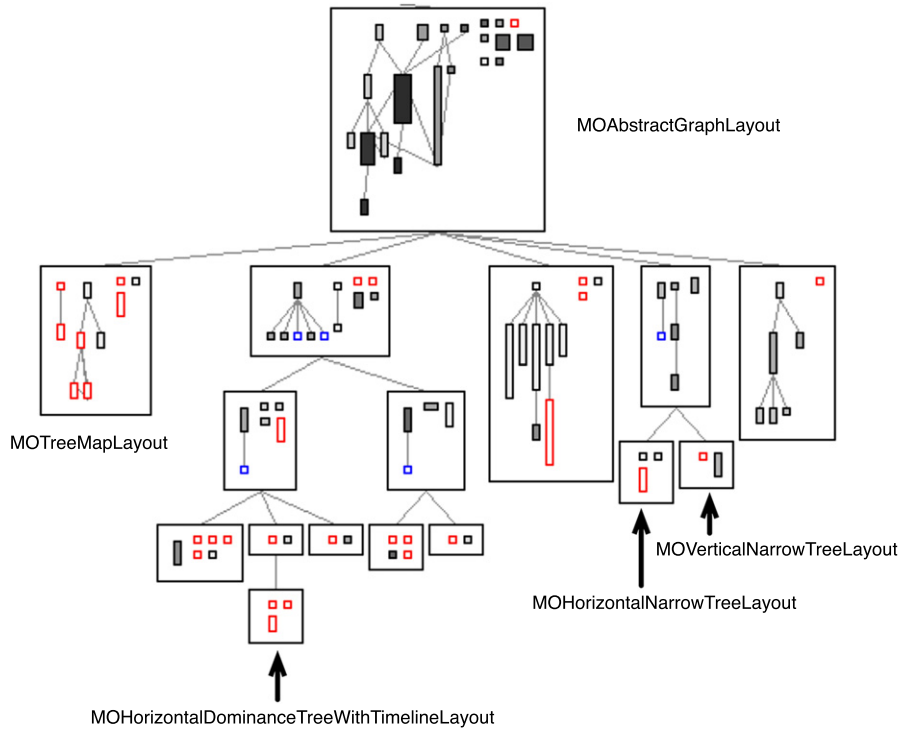 MOAbstractGraphLayout
MOTreeMapLayout
MOVerticalNarrowTreeLayout
MOHorizontalNarrowTreeLayout
MOHorizontalDominanceTreeWithTimelineLayout